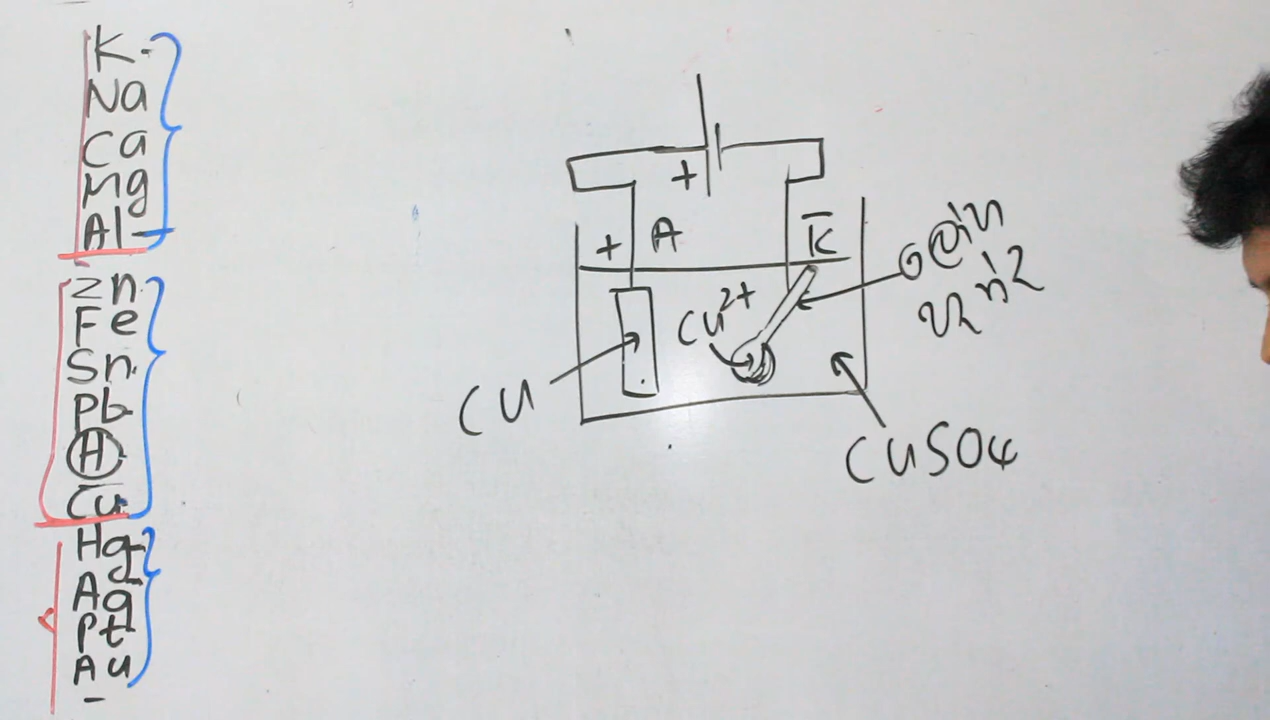 K
Na
Ca
Mg
Al
Zn
Fe
Sn
Pb
H
Cu
Hg
Ag
Pt
Au
+
+ A
K
Cu²⁺
Cu
CuSO4